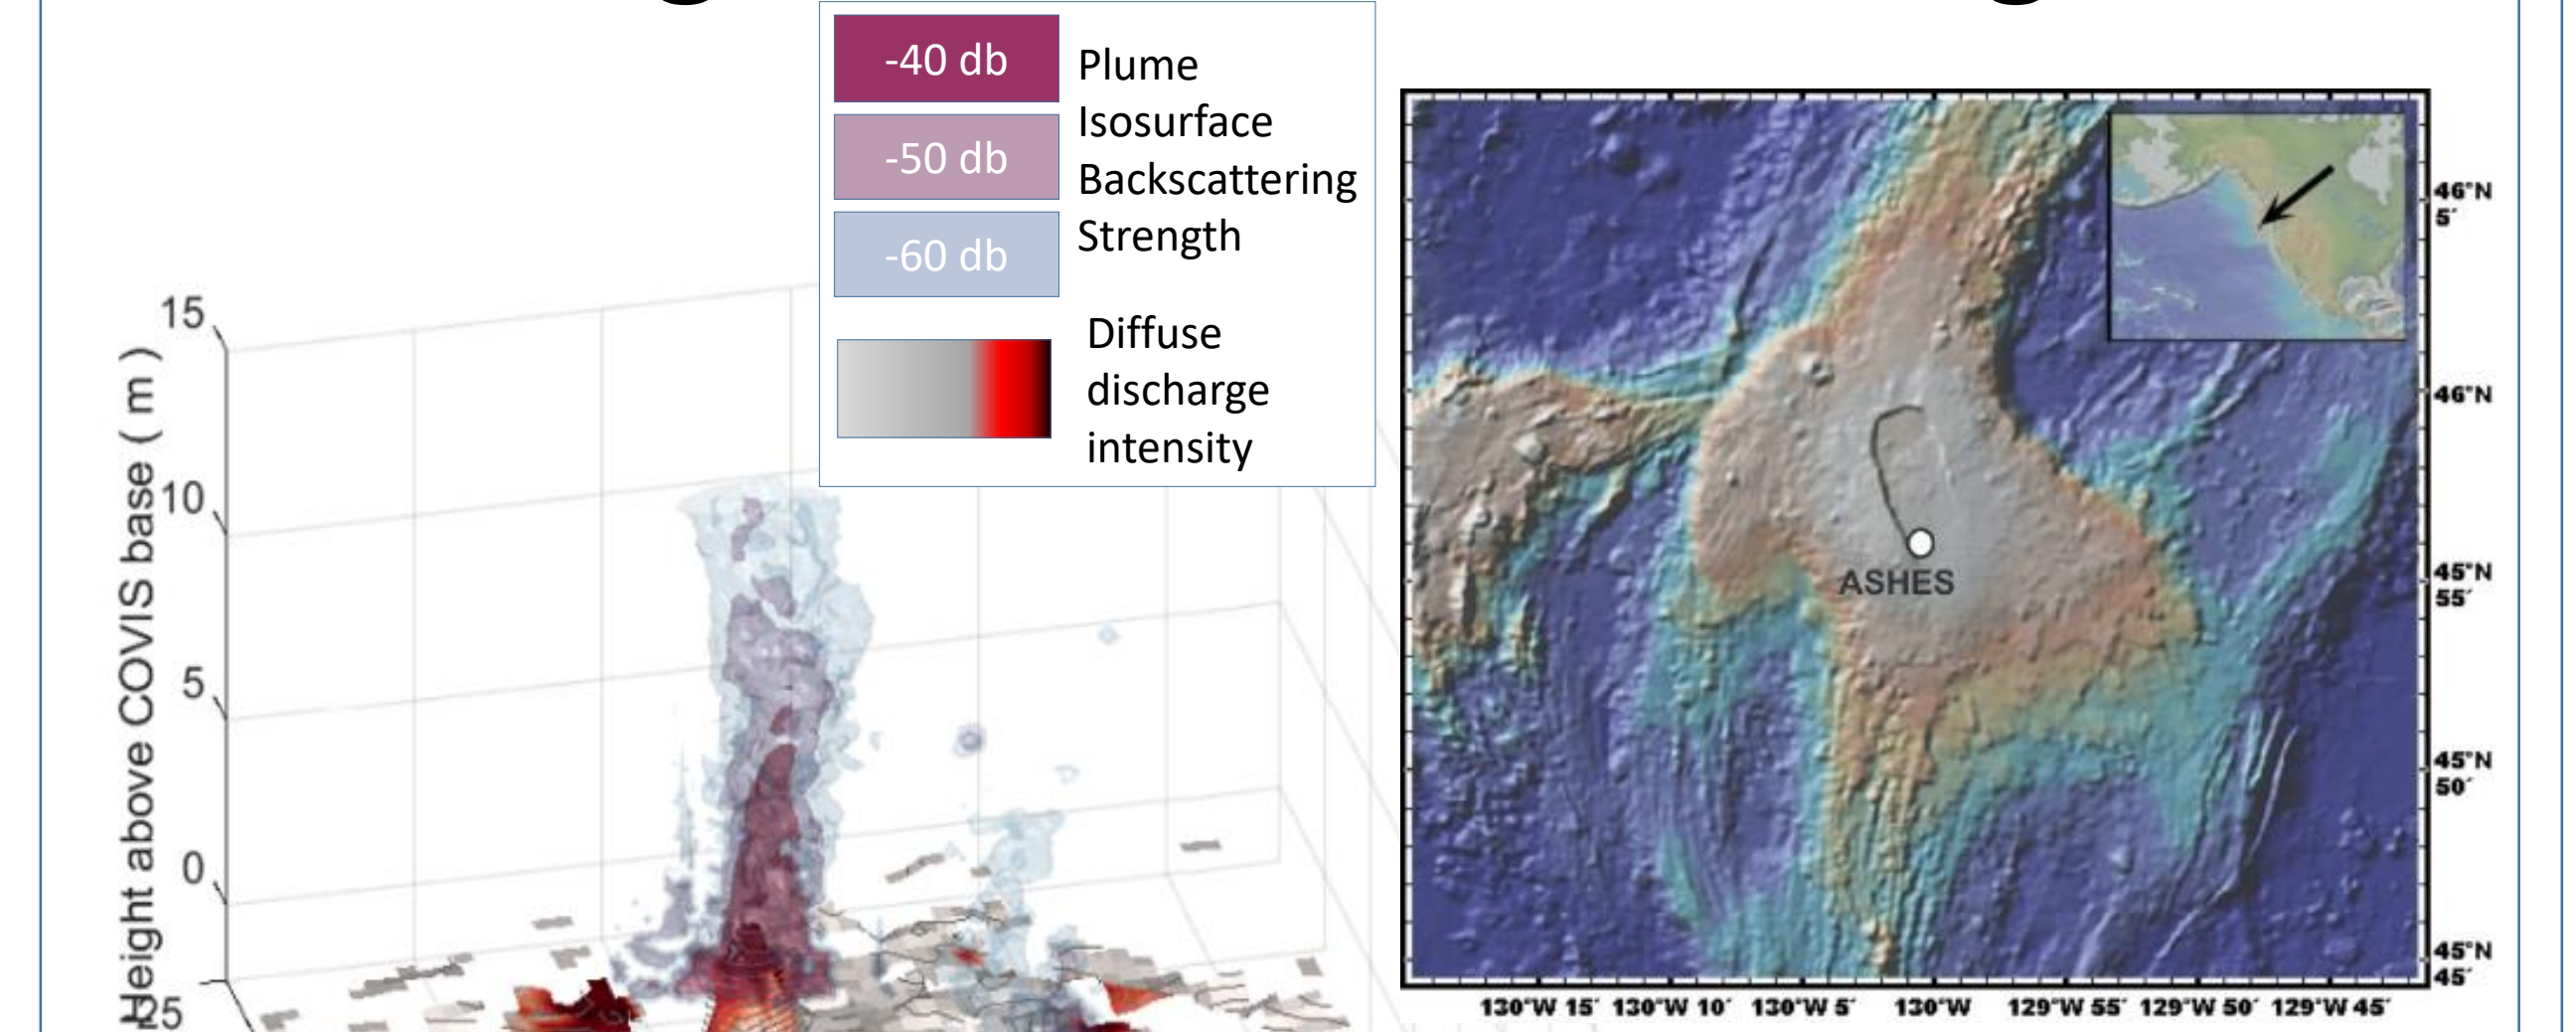 -40 db
-50 db
-60 db
Plume
Isosurface
Backscattering
Strength
Diffuse
discharge
intensity
Height above COVIS base ( m )
15
10
5
0
ASHES
46°N
5´
46°N
45°N
55´
45°N
50´
45°N
45´
130°W 15´ 130°W 10´ 130°W 5´ 130°W 129°W 55´ 129°W 50´ 129°W 45´